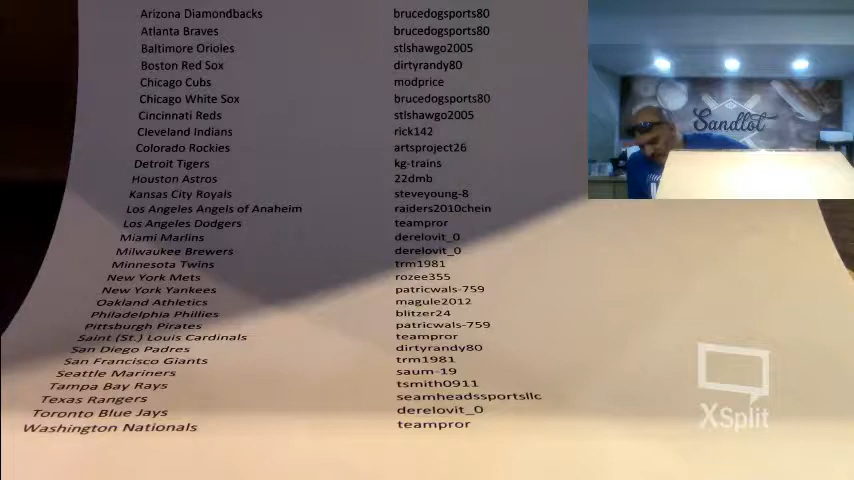 Arizona Diamondbacks brucedogsports80
Atlanta Braves brucedogsports80
Baltimore Orioles stlshawgo2005
Boston Red Sox dirtyrandy80
Chicago Cubs modprice
Chicago White Sox brucedogsports80
Cincinnati Reds stlshawgo2005
Cleveland Indians rick142
Colorado Rockies artsproject26
Detroit Tigers kg-trains
Houston Astros 22dmb
Kansas City Royals steveyoung-8
Los Angeles Angels of Anaheim raiders2010chein
Los Angeles Dodgers teampror
Miami Marlins derelovit_0
Milwaukee Brewers derelovit_0
Minnesota Twins trm1981
New York Mets rozee355
New York Yankees patricwals-759
Oakland Athletics magule2012
Philadelphia Phillies blitzer24
Pittsburgh Pirates patricwals-759
Saint (St.) Louis Cardinals teampror
San Diego Padres dirtyrandy80
San Francisco Giants trm1981
Seattle Mariners saum-19
Tampa Bay Rays tsmith0911
Texas Rangers seamheadssportsllc
Toronto Blue Jays derelovit_0
Washington Nationals teampror
Sandlot
XSplit